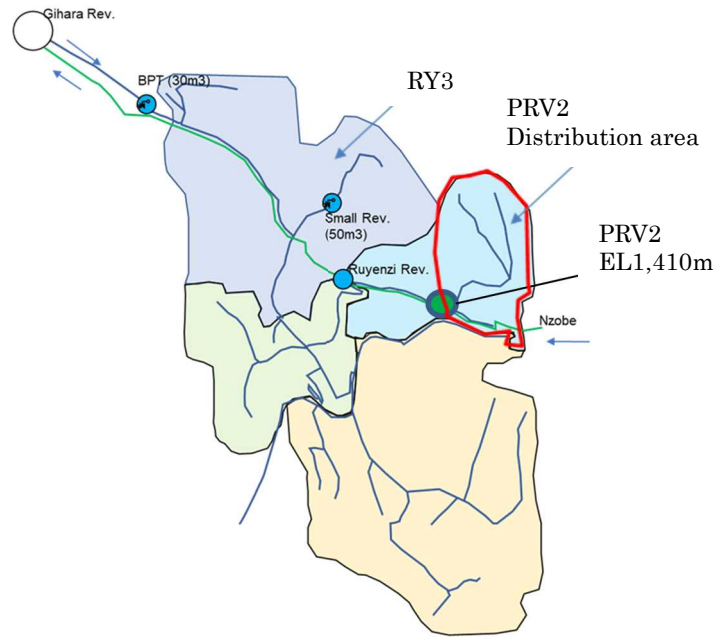 Gihara Rev.
BPT (30m3)
RY3
PRV2
Distribution area
Small Rev.
(50m3)
PRV2
EL1,410m
Ruyenzi Rev.
Nzobe